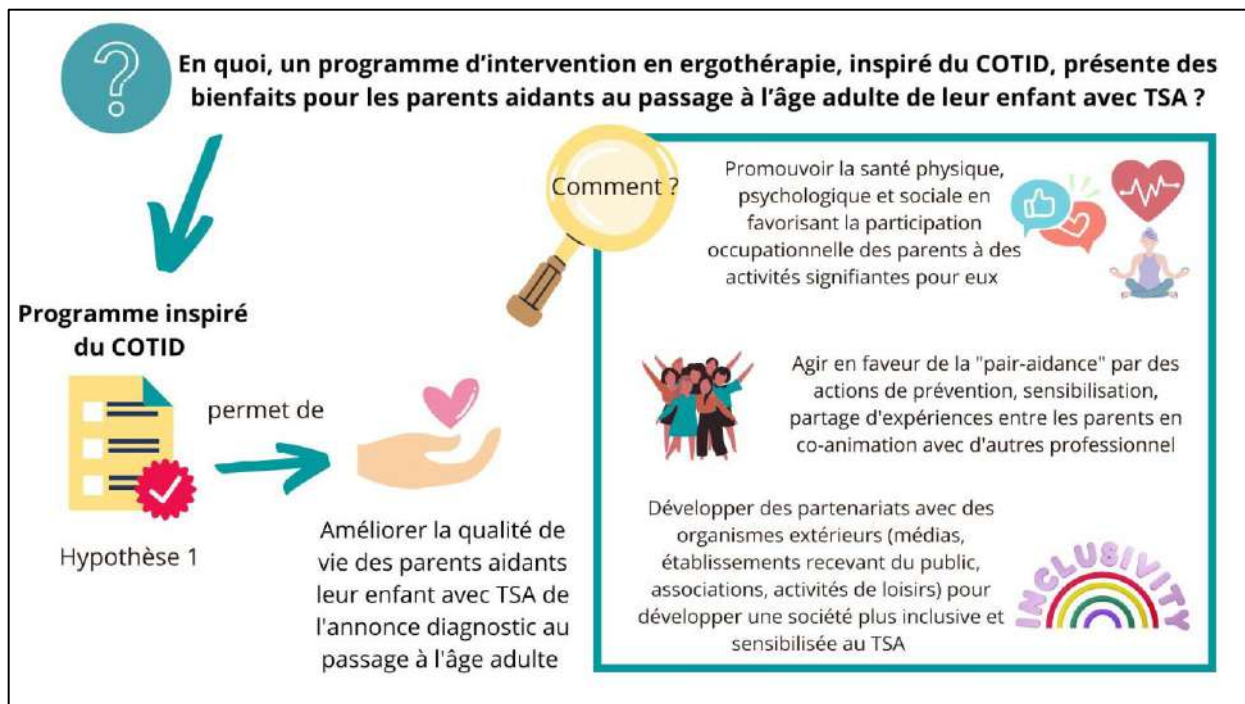 En quoi, un programme d'intervention en ergothérapie, inspiré du COTID, présente des
bienfaits pour les parents aidants au passage à l'âge adulte de leur enfant avec TSA ?
Programme inspiré
du COTID
Hypothèse 1
permet de
Améliorer la qualité de
vie des parents aidants
leur enfant avec TSA de
l'annonce diagnostic au
passage à l'âge adulte
Comment ?
Promouvoir la santé physique,
psychologique et sociale en
favorisant la participation
occupationnelle des parents à des
activités signifiantes pour eux
Agir en faveur de la "pair-aidance" par des
actions de prévention, sensibilisation,
partage d'expériences entre les parents en
co-animation avec d'autres professionnel
Développer des partenariats avec des
organismes extérieurs (médias,
établissements recevant du public,
associations, activités de loisirs) pour
développer une société plus inclusive et
sensibilisée au TSA
INCLUSIVITY